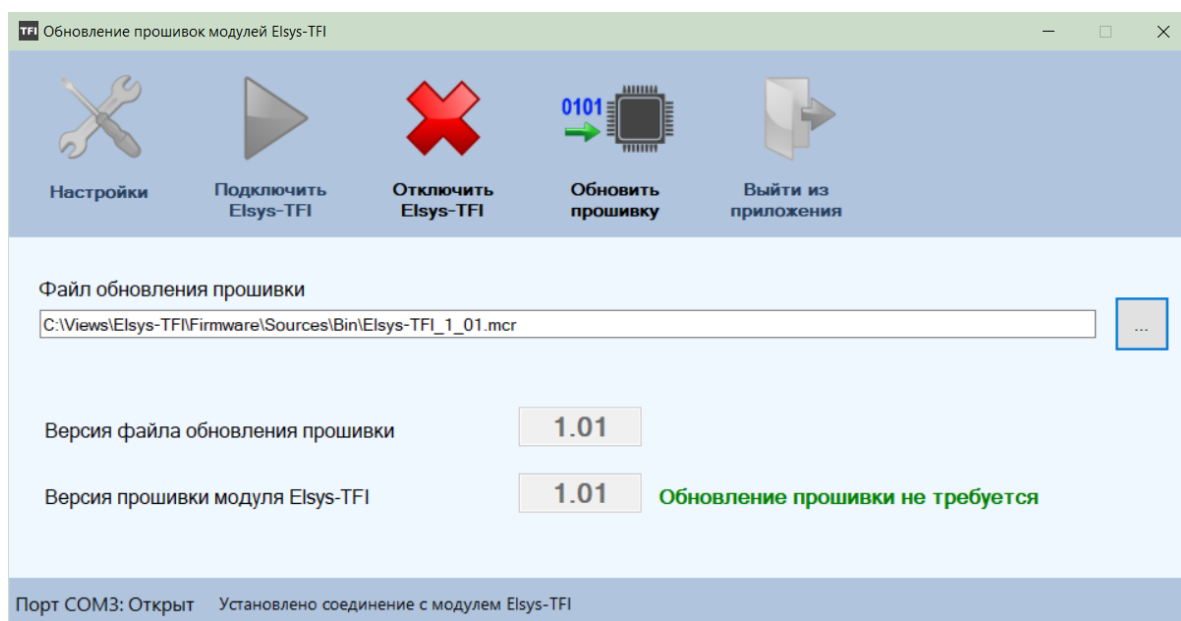 TFI Обновление прошивок модулей Elsys-TFI
0101
Настройки
Подключить
Elsys-TFI
Отключить
Elsys-TFI
Обновить
прошивку
Выйти из
приложения
Файл обновления прошивки
C:\Views\Elsys-TFI\Firmware\Sources\Bin\Elsys-TFI_1_01.mcr
...
Версия файла обновления прошивки 1.01
Версия прошивки модуля Elsys-TFI 1.01 Обновление прошивки не требуется
Порт COM3: Открыт Установлено соединение с модулем Elsys-TFI